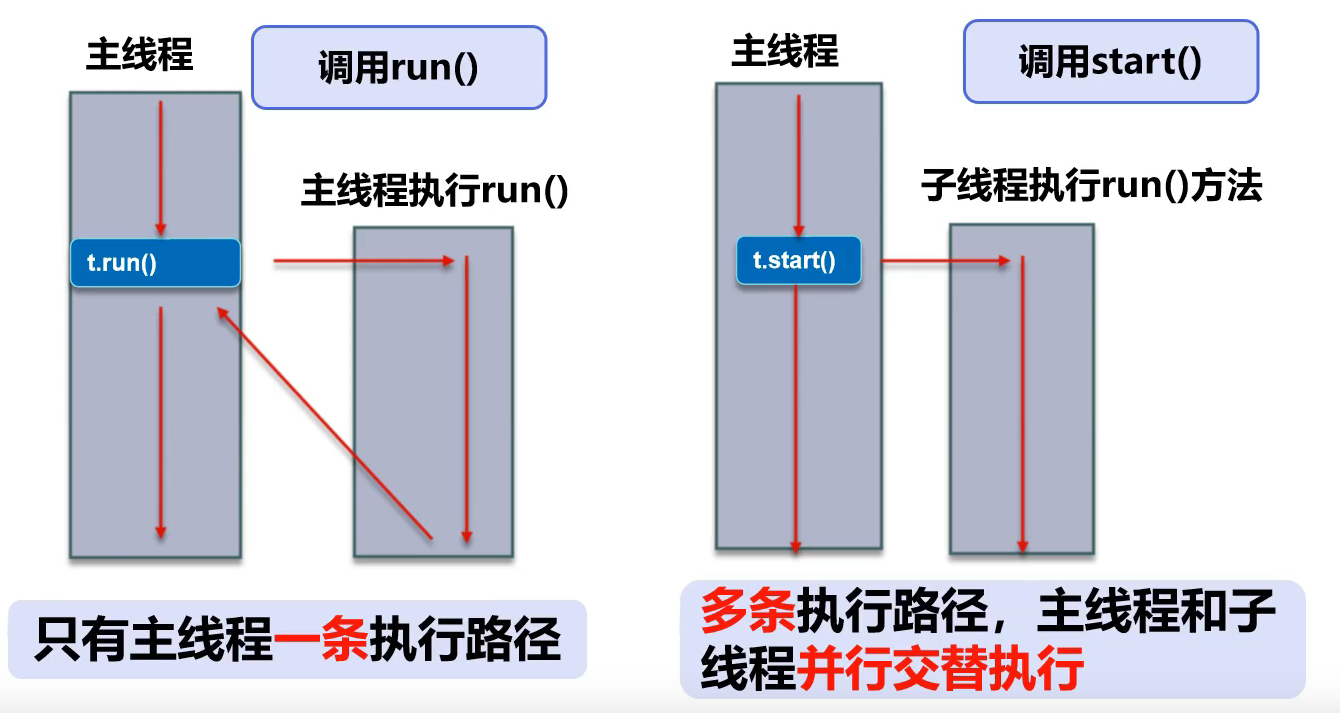 主线程
调用run()
主线程执行run()
t.run()
只有主线程一条执行路径
主线程
调用start()
子线程执行run()方法
t.start()
多条执行路径，主线程和子
线程并行交替执行